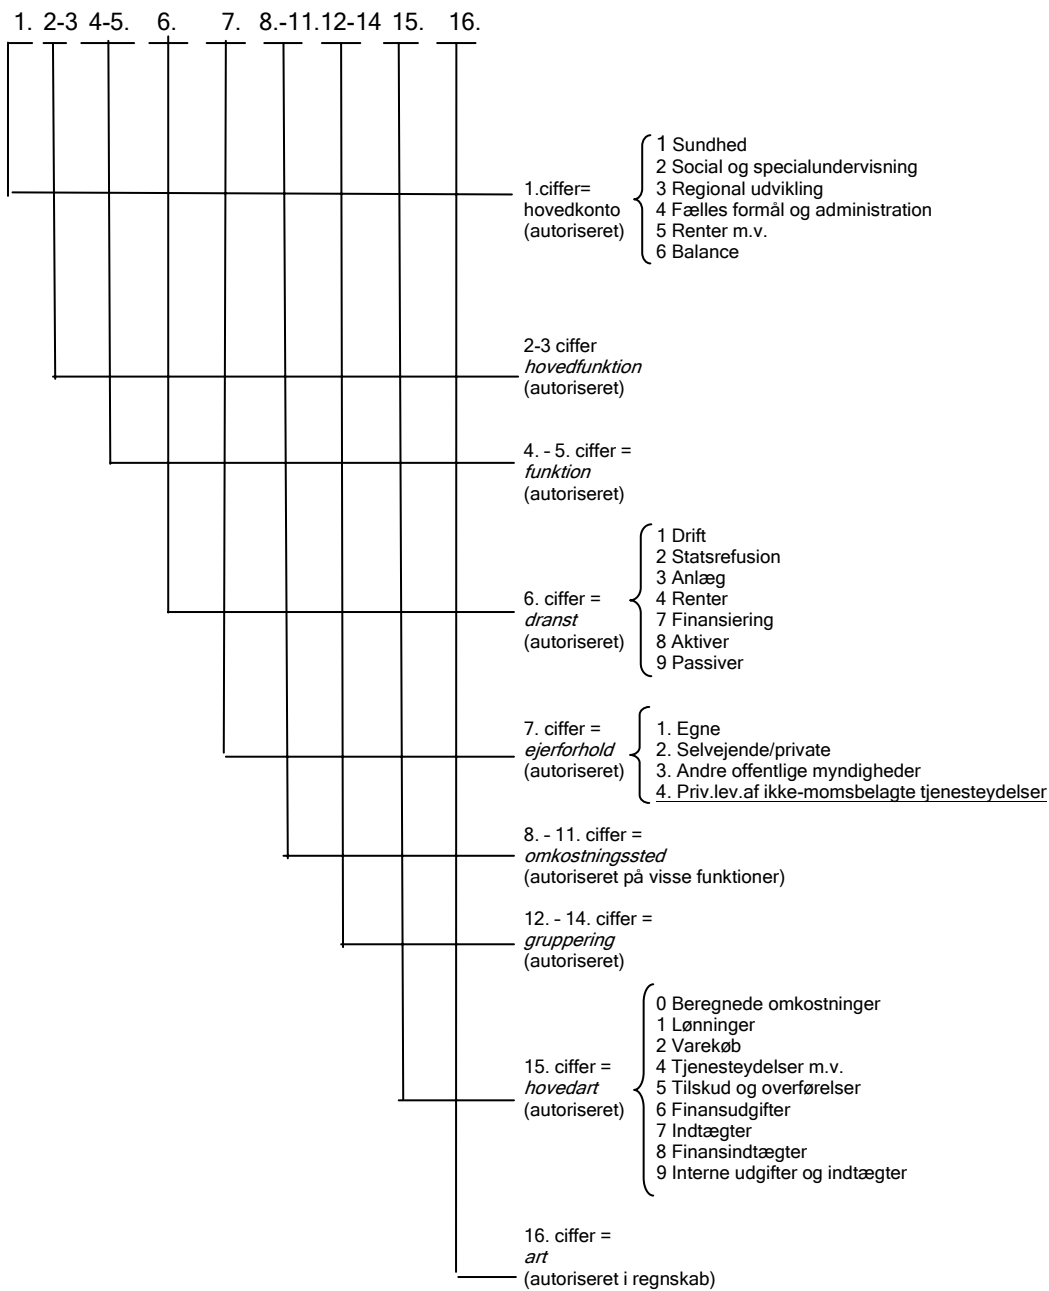 1. 2-3 4-5. 6. 7. 8.-11.12-14 15. 16.
1.ciffer=
hovedkonto
(autoriseret)
1 Sundhed
2 Social og specialundervisning
3 Regional udvikling
4 Fælles formål og administration
5 Renter m.v.
6 Balance
2-3 ciffer
hovedfunktion
(autoriseret)
4. - 5. ciffer =
funktion
(autoriseret)
6. ciffer =
dranst
(autoriseret)
1 Drift
2 Statsrefusion
3 Anlæg
4 Renter
7 Finansiering
8 Aktiver
9 Passiver
7. ciffer =
ejerforhold
(autoriseret)
1. Egne
2. Selvejende/private
3. Andre offentlige myndigheder
4. Priv.lev.af ikke-momsbelagte tjenesteydelser
8. - 11. ciffer =
omkostningssted
(autoriseret på visse funktioner)
12. - 14. ciffer =
gruppering
(autoriseret)
15. ciffer =
hovedart
(autoriseret)
0 Beregnede omkostninger
1 Lønninger
2 Varekøb
4 Tjenesteydelser m.v.
5 Tilskud og overførelser
6 Finansudgifter
7 Indtægter
8 Finansindtægter
9 Interne udgifter og indtægter
16. ciffer =
art
(autoriseret i regnskab)